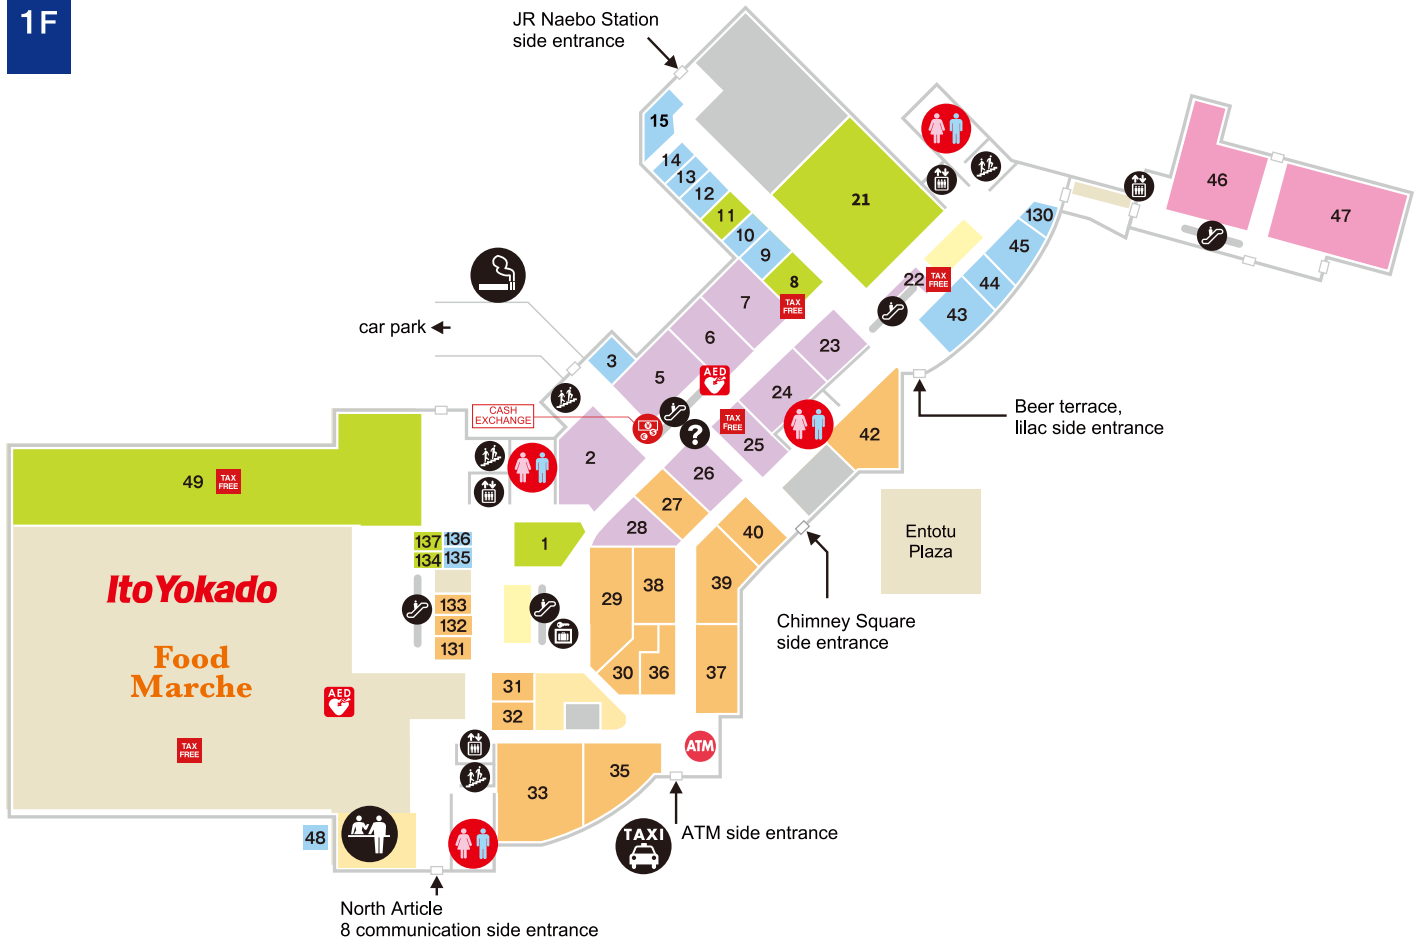 1F
JR Naebo Station
side entrance
15
14
13
12
11
10
9
8
TAX
FREE
21
130
45
44
43
22
TAX
FREE
46
47
car park
3
7
6
5
AED
CASH
EXCHANGE
?
2
23
24
25
TAX
FREE
26
27
28
42
40
Beer terrace,
lilac side entrance
Entotu
Plaza
Chimney Square
side entrance
49
TAX
FREE
137
136
134
135
133
132
131
1
29
38
39
30
36
37
31
32
33
35
ATM
ItoYokado
Food
Marche
AED
TAX
FREE
48
TAXI
ATM side entrance
North Article
8 communication side entrance